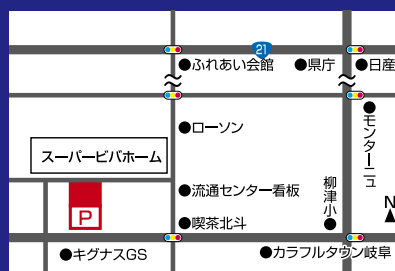 21
ふれあい会館
県庁
日産
ローソン
モンターニュ
スーパービバホーム
流通センター看板
柳津小
P
喫茶北斗
N
キグナスGS
カラフルタウン岐阜